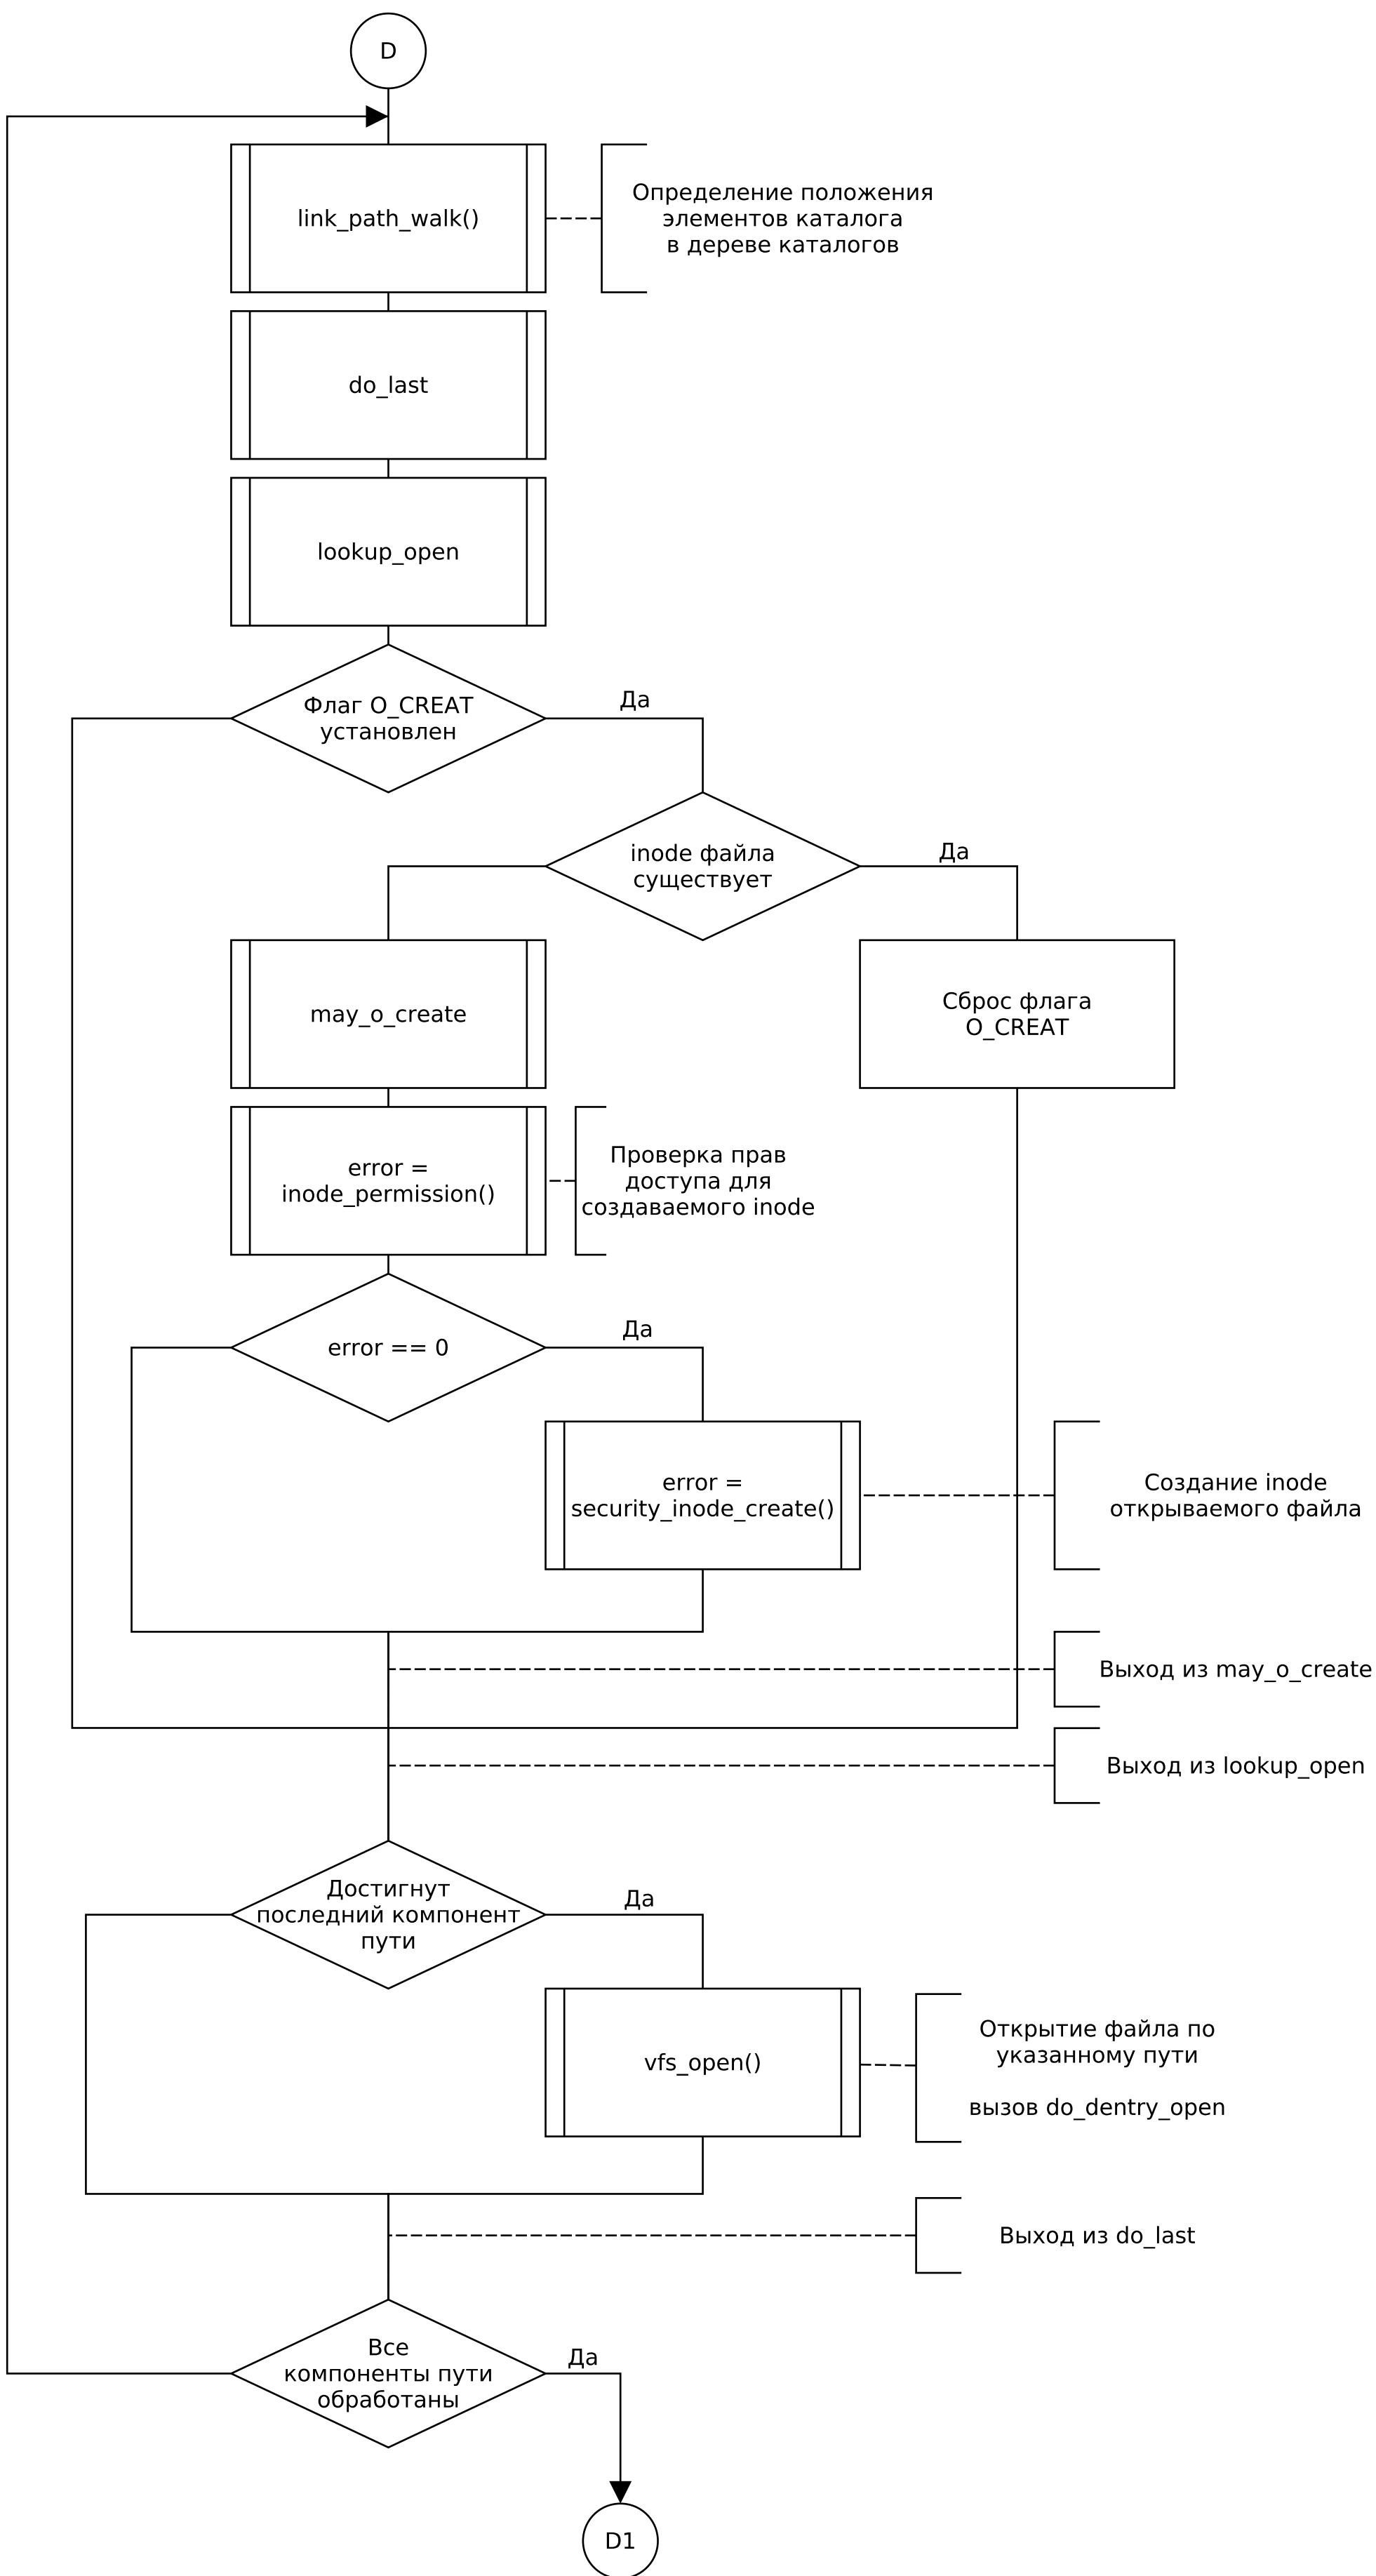 D
link_path_walk()
Определение положения
элементов каталога
в дереве каталогов
do_last
lookup_open
Флаг O_CREAT
установлен
Да
inode файла
существует
Да
may_o_create
Сброс флага
O_CREAT
error =
inode_permission()
Проверка прав
доступа для
создаваемого inode
error == 0
Да
error =
security_inode_create()
Создание inode
открываемого файла
Выход из may_o_create
Выход из lookup_open
Достигнут
последний компонент
пути
Да
vfs_open()
Открытие файла по
указанному пути
вызов do_dentry_open
Выход из do_last
Все
компоненты пути
обработаны
Да
D1